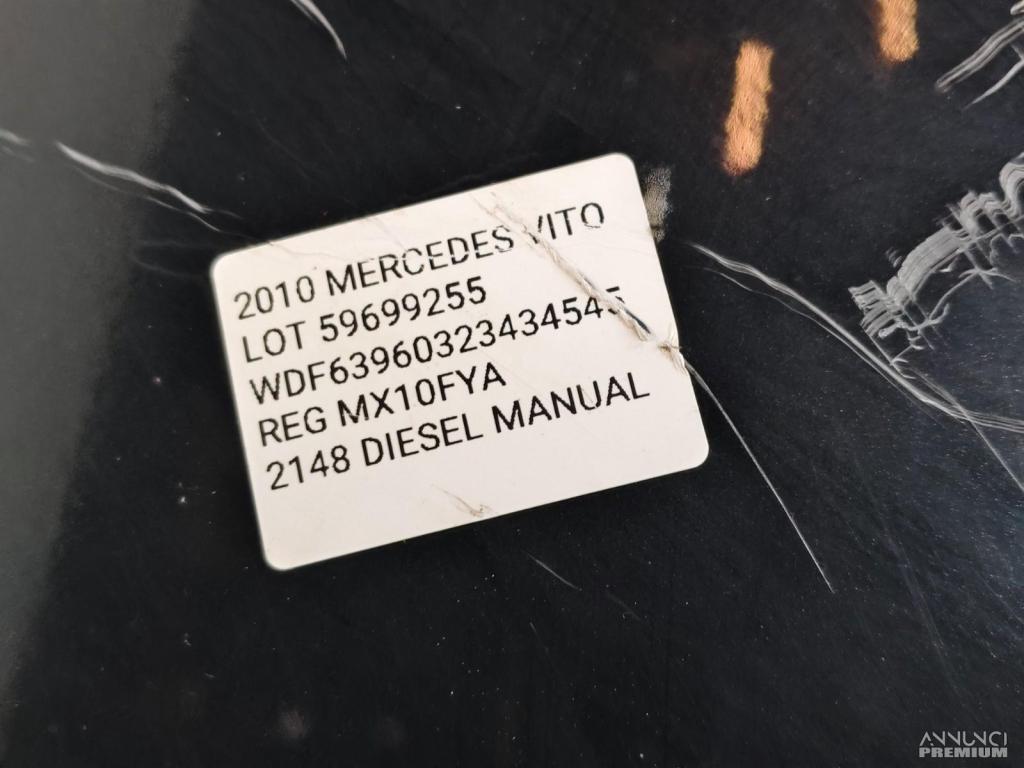 2010 MERCEDES VITO
LOT 59699255
WDF63960323434545
REG MX10FYA
2148 DIESEL MANUAL
ANNUNCI
PREMIUM